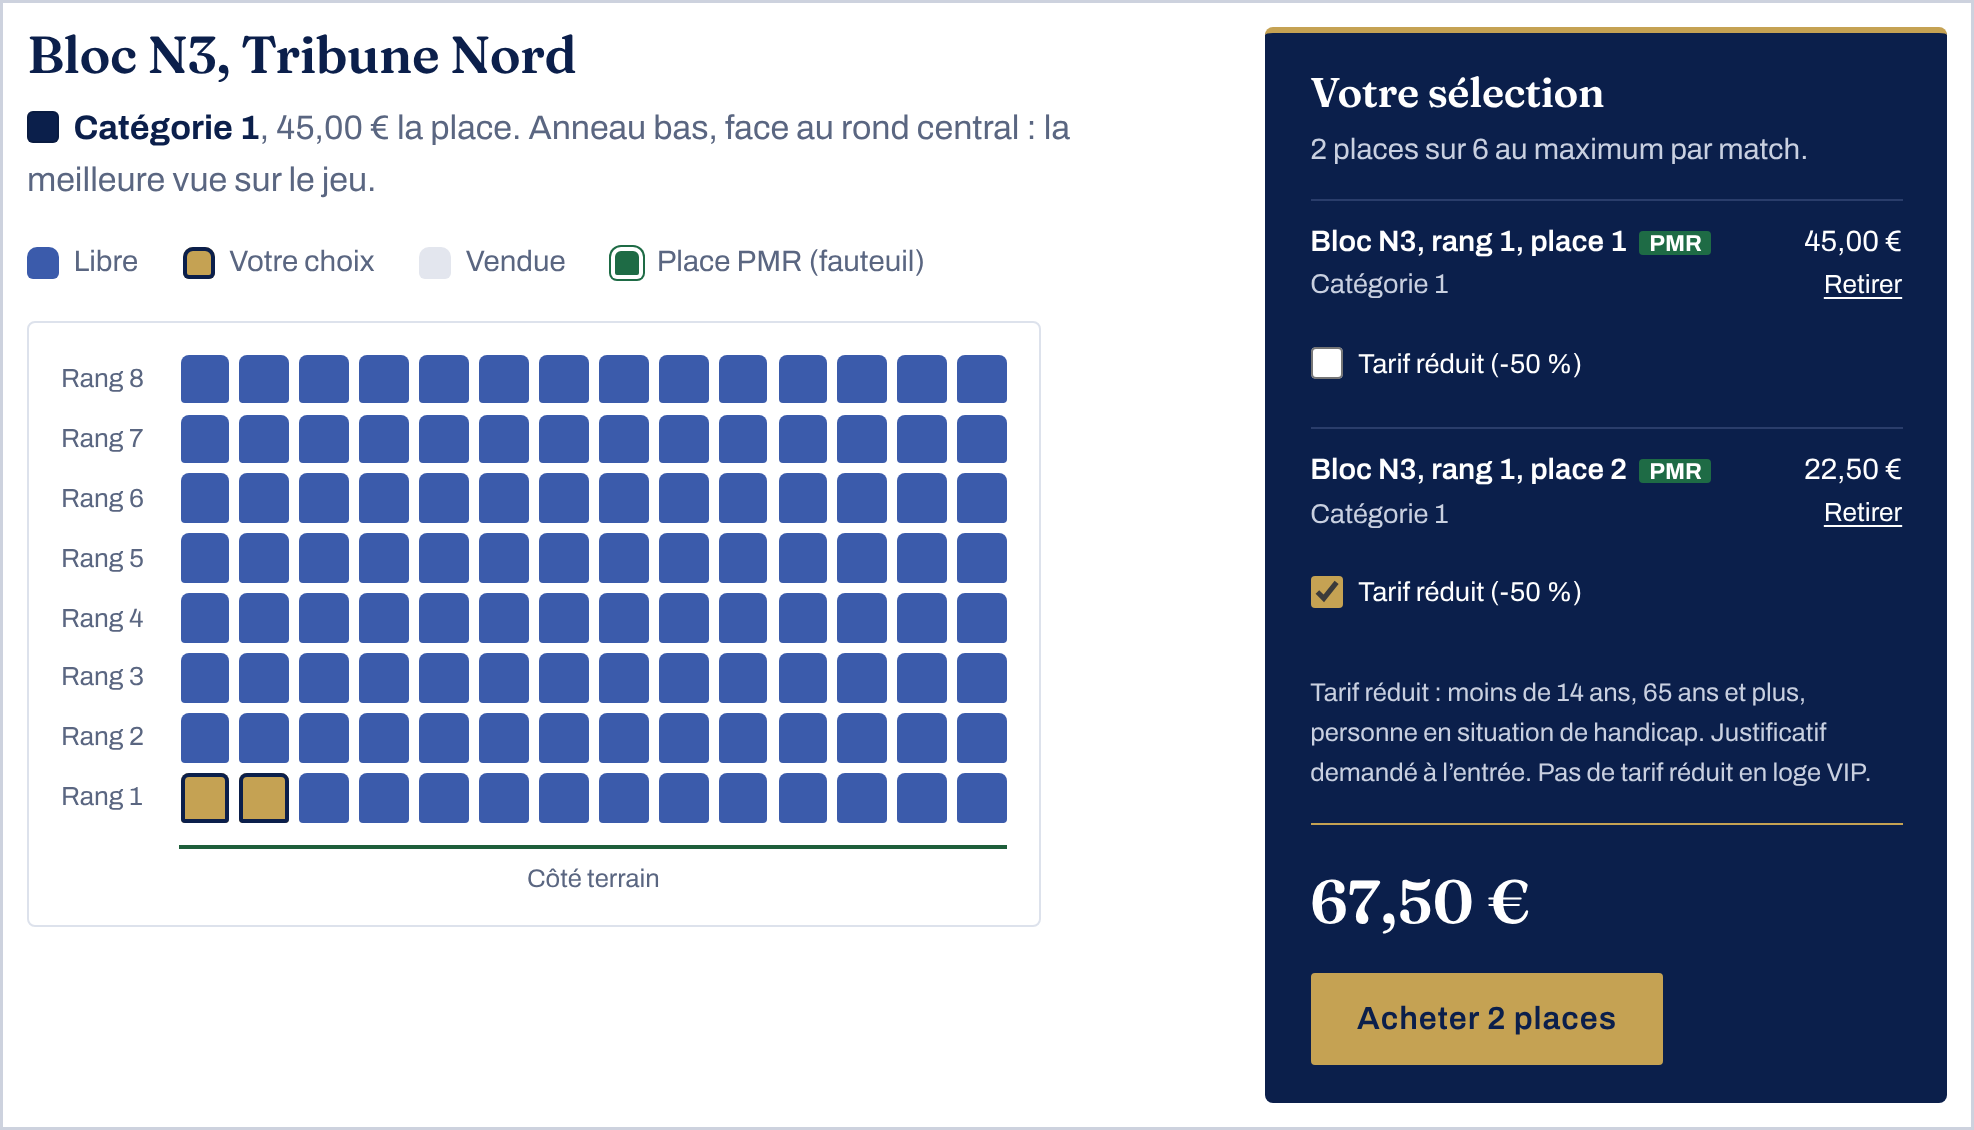 Bloc N3, Tribune Nord
Catégorie 1, 45,00 € la place. Anneau bas, face au rond central : la
meilleure vue sur le jeu.
Libre
Votre choix
Vendue
Place PMR (fauteuil)
Rang 8
Rang 7
Rang 6
Rang 5
Rang 4
Rang 3
Rang 2
Rang 1
Côté terrain
Votre sélection
2 places sur 6 au maximum par match.
Bloc N3, rang 1, place 1 PMR 45,00 €
Catégorie 1 Retirer
Tarif réduit (-50 %)
Bloc N3, rang 1, place 2 PMR 22,50 €
Catégorie 1 Retirer
Tarif réduit (-50 %)
Tarif réduit : moins de 14 ans, 65 ans et plus,
personne en situation de handicap. Justificatif
demandé à l’entrée. Pas de tarif réduit en loge VIP.
67,50 €
Acheter 2 places